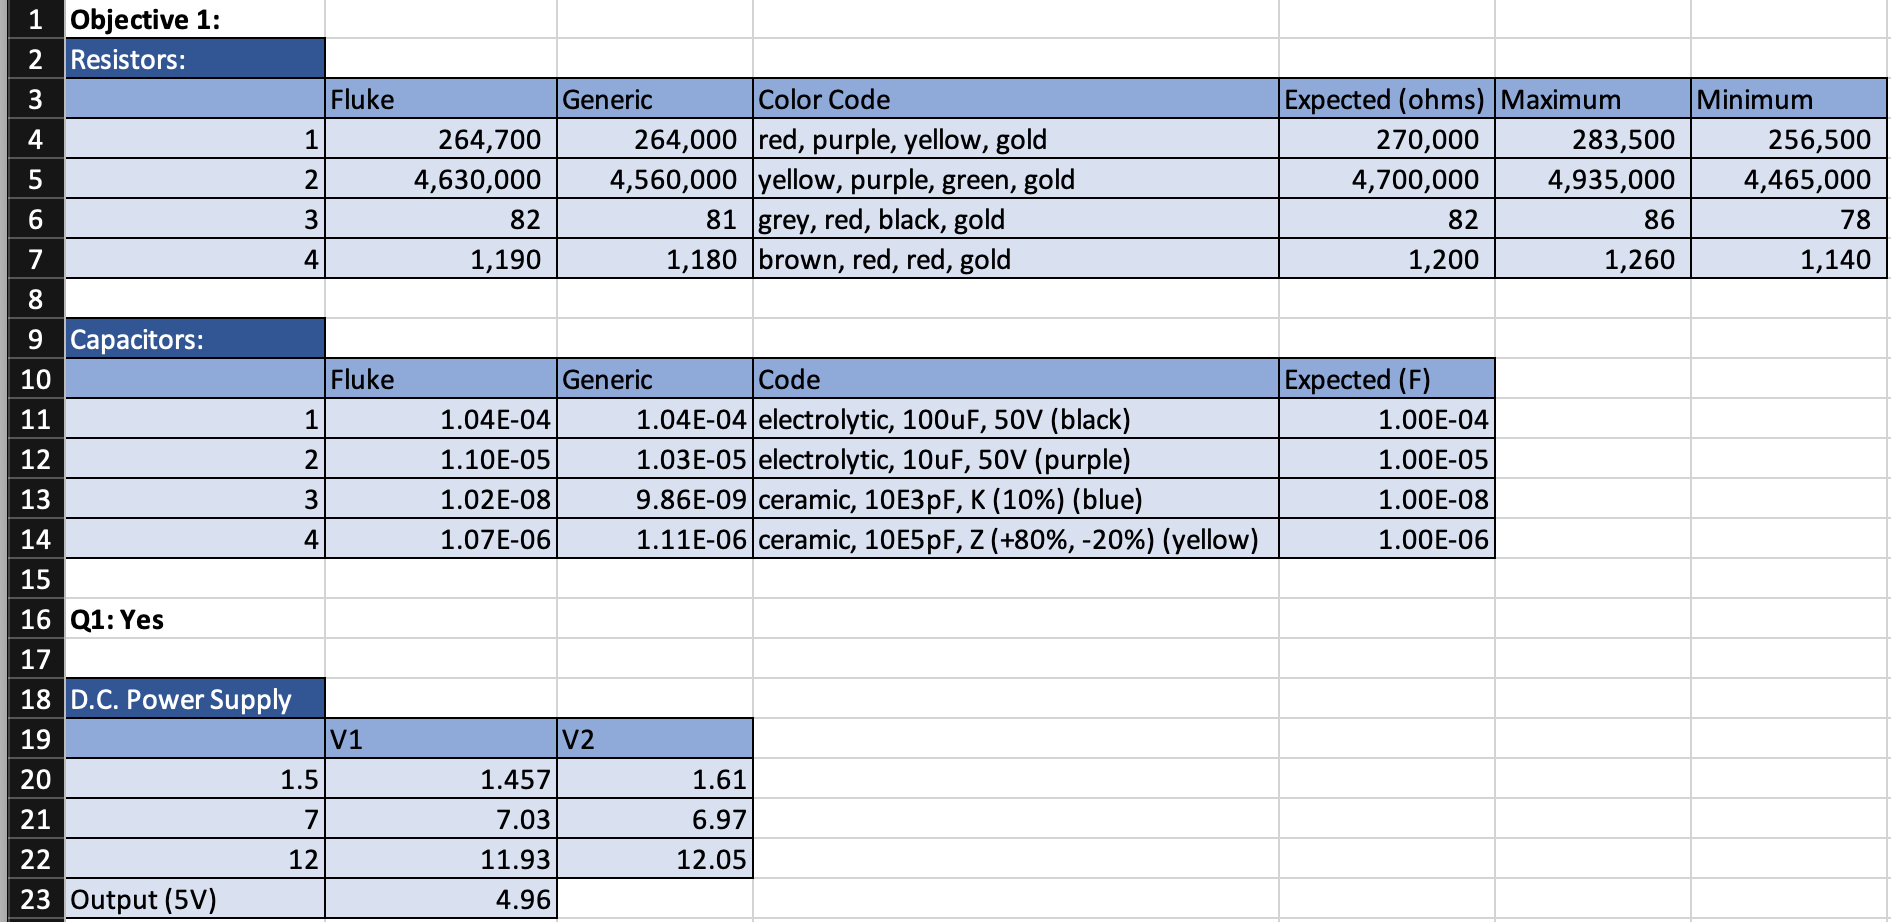 1 Objective 1:
2 Resistors:
3 Fluke Generic Color Code Expected (ohms) Maximum Minimum
4 1 264,700 264,000 red, purple, yellow, gold 270,000 283,500 256,500
5 2 4,630,000 4,560,000 yellow, purple, green, gold 4,700,000 4,935,000 4,465,000
6 3 82 81 grey, red, black, gold 82 86 78
7 4 1,190 1,180 brown, red, red, gold 1,200 1,260 1,140
8
9 Capacitors:
10 Fluke Generic Code Expected (F)
11 1 1.04E-04 1.04E-04 electrolytic, 100uF, 50V (black) 1.00E-04
12 2 1.10E-05 1.03E-05 electrolytic, 10uF, 50V (purple) 1.00E-05
13 3 1.02E-08 9.86E-09 ceramic, 10E3pF, K (10%) (blue) 1.00E-08
14 4 1.07E-06 1.11E-06 ceramic, 10E5pF, Z (+80%, -20%) (yellow) 1.00E-06
15
16 Q1: Yes
17
18 D.C. Power Supply
19 V1 V2
20 1.5 1.457 1.61
21 7 7.03 6.97
22 12 11.93 12.05
23 Output (5V) 4.96